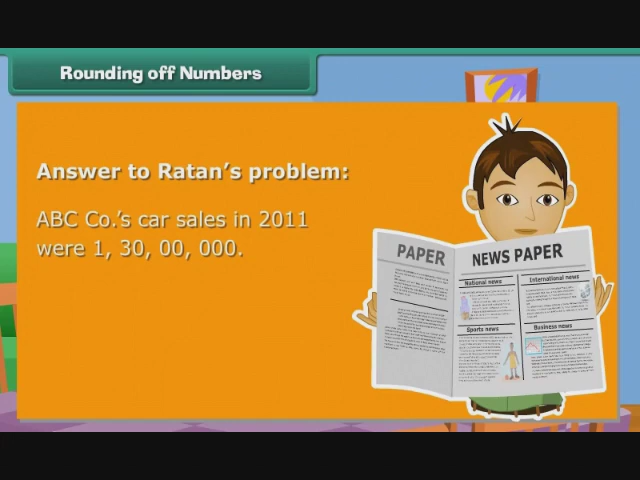 Rounding off Numbers
Answer to Ratan's problem:
ABC Co.'s car sales in 2011
were 1, 30, 00, 000.
PAPER
NEWS PAPER
National news
International news
Sports news
Business news